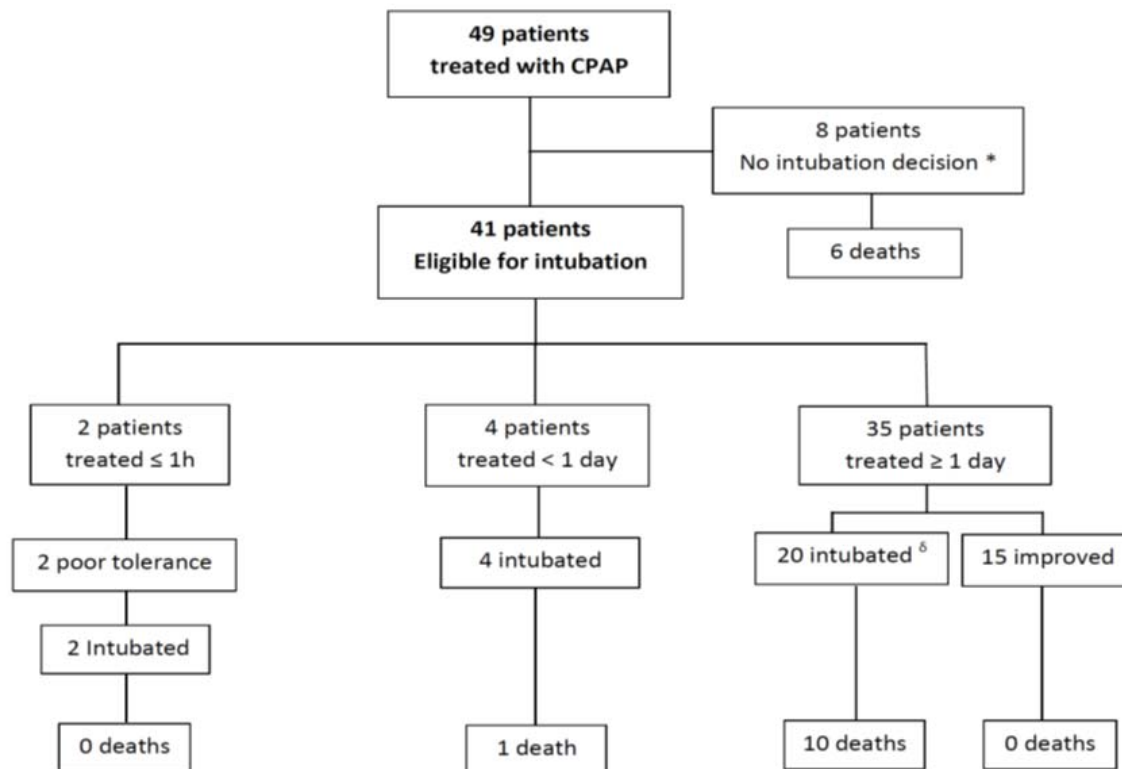 49 patients
treated with CPAP
8 patients
No intubation decision *
41 patients
Eligible for intubation
6 deaths
2 patients
treated ≤ 1h
4 patients
treated < 1 day
35 patients
treated ≥ 1 day
2 poor tolerance
4 intubated
20 intubated δ
15 improved
2 Intubated
0 deaths
1 death
10 deaths
0 deaths